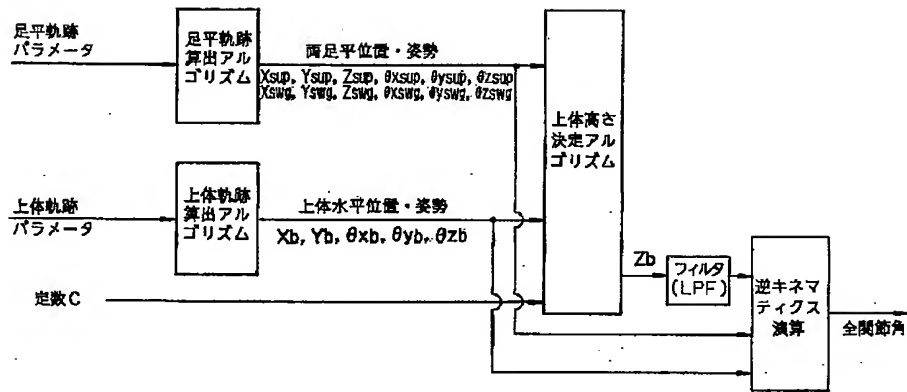 足平軌跡
パラメータ
足平軌跡
算出アル
ゴリズム
両足平位置・姿勢
Xsup, Ysup, Zsup, θxsup, θysup, θzsup
Xswg, Yswg, Zswg, θxswg, θyswg, θzswg
上体高さ
決定アル
ゴリズム
上体軌跡
パラメータ
上体軌跡
算出アル
ゴリズム
上体水平位置・姿勢
Xb, Yb, θxb, θyb, θzb
定数C
Zb
フィルタ
(LPF)
逆キネマ
ティクス
演算
全関節角